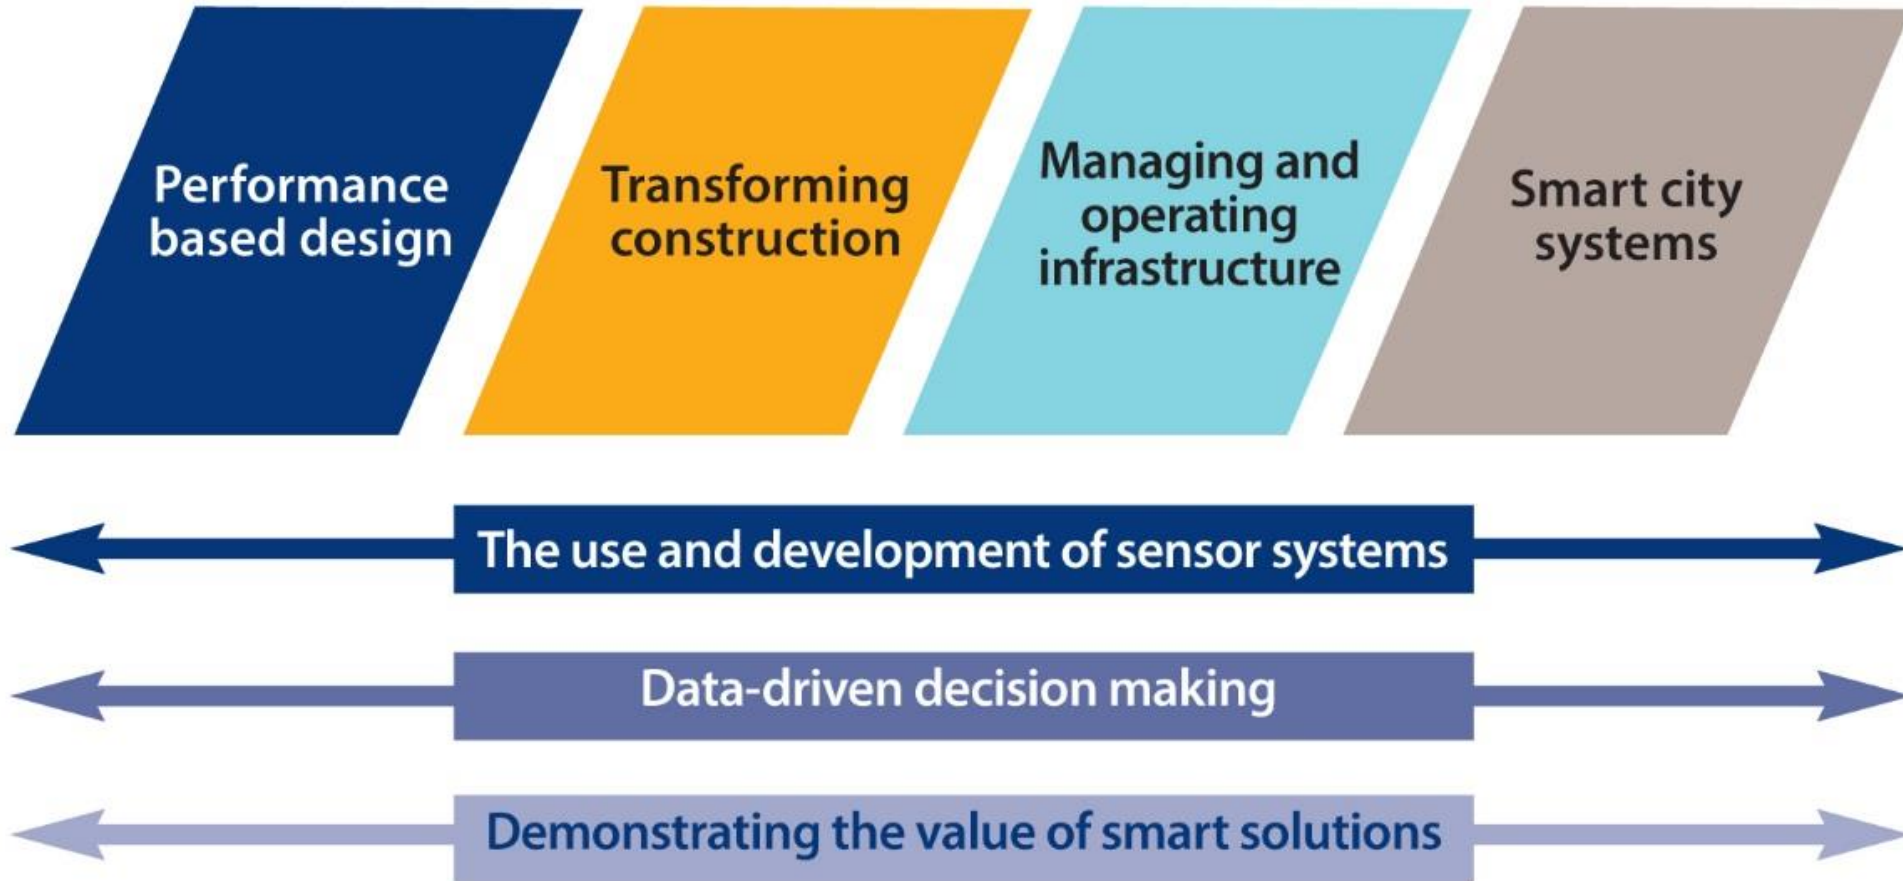 Performance
based design
Transforming
construction
Managing and
operating
infrastructure
Smart city
systems
The use and development of sensor systems
Data-driven decision making
Demonstrating the value of smart solutions